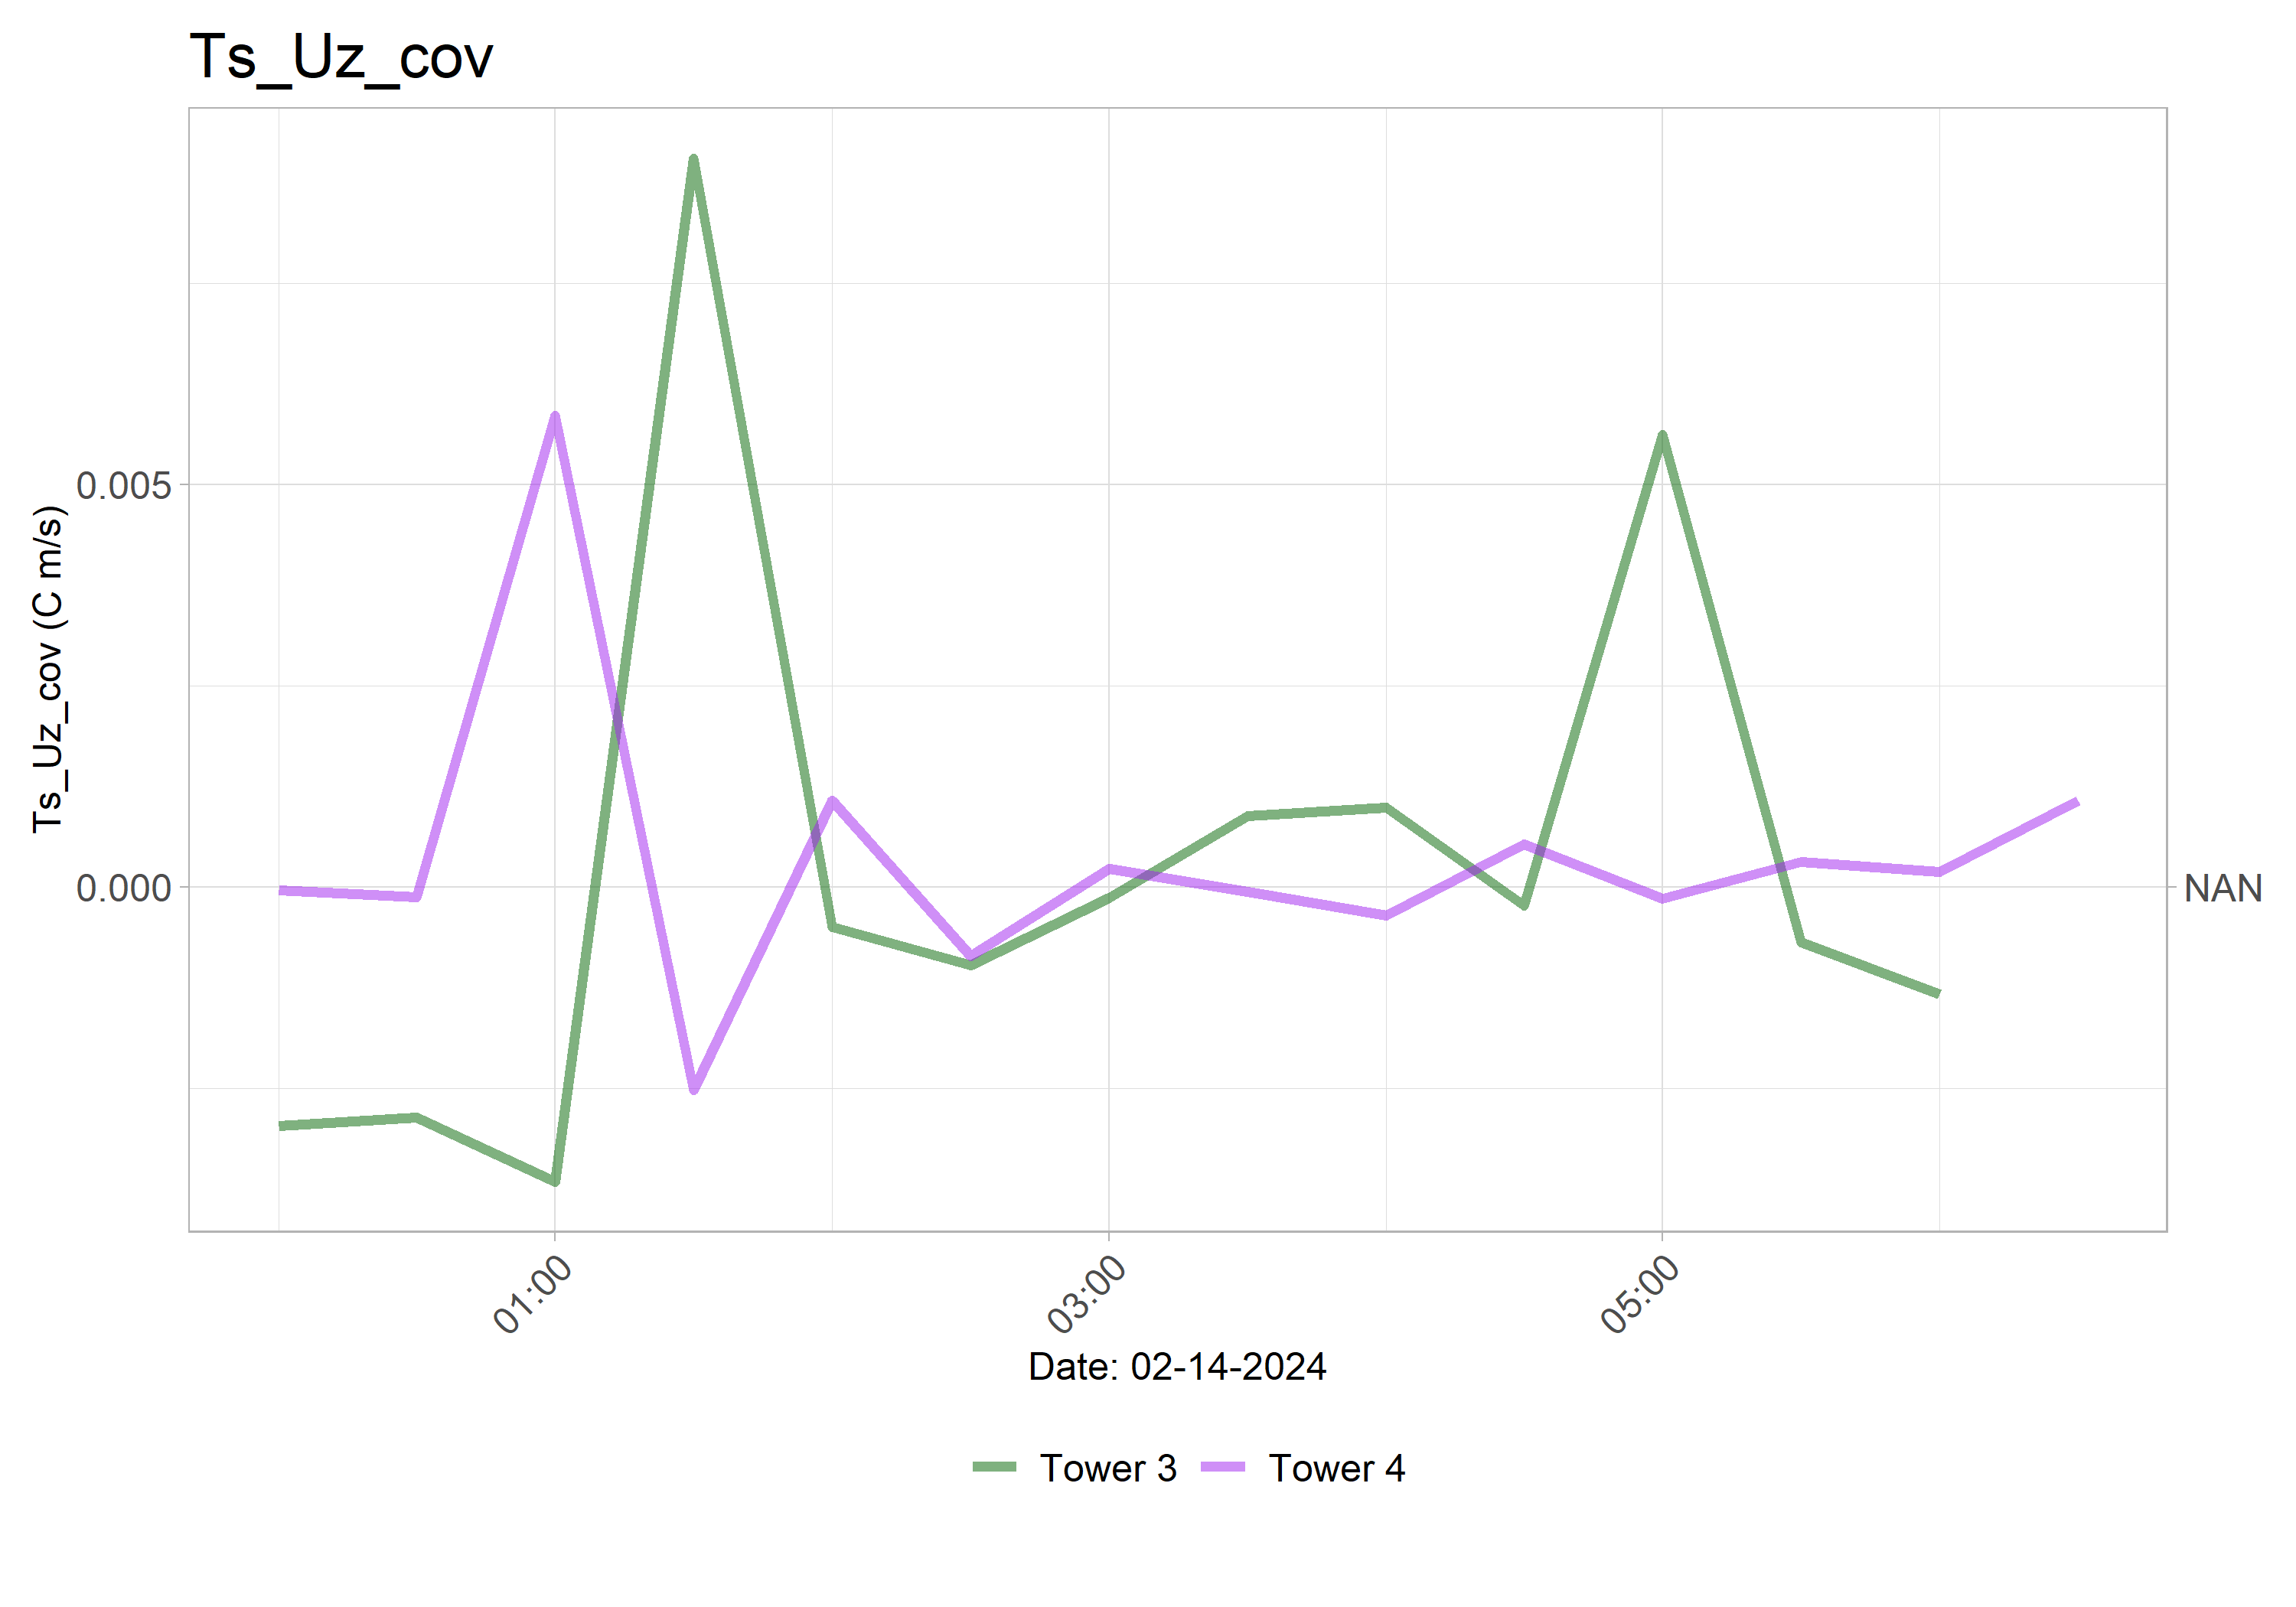 Ts_Uz_cov
Ts_Uz_cov (C m/s)
0.005
0.000
NAN
01:00
03:00
05:00
Date: 02-14-2024
Tower 3
Tower 4